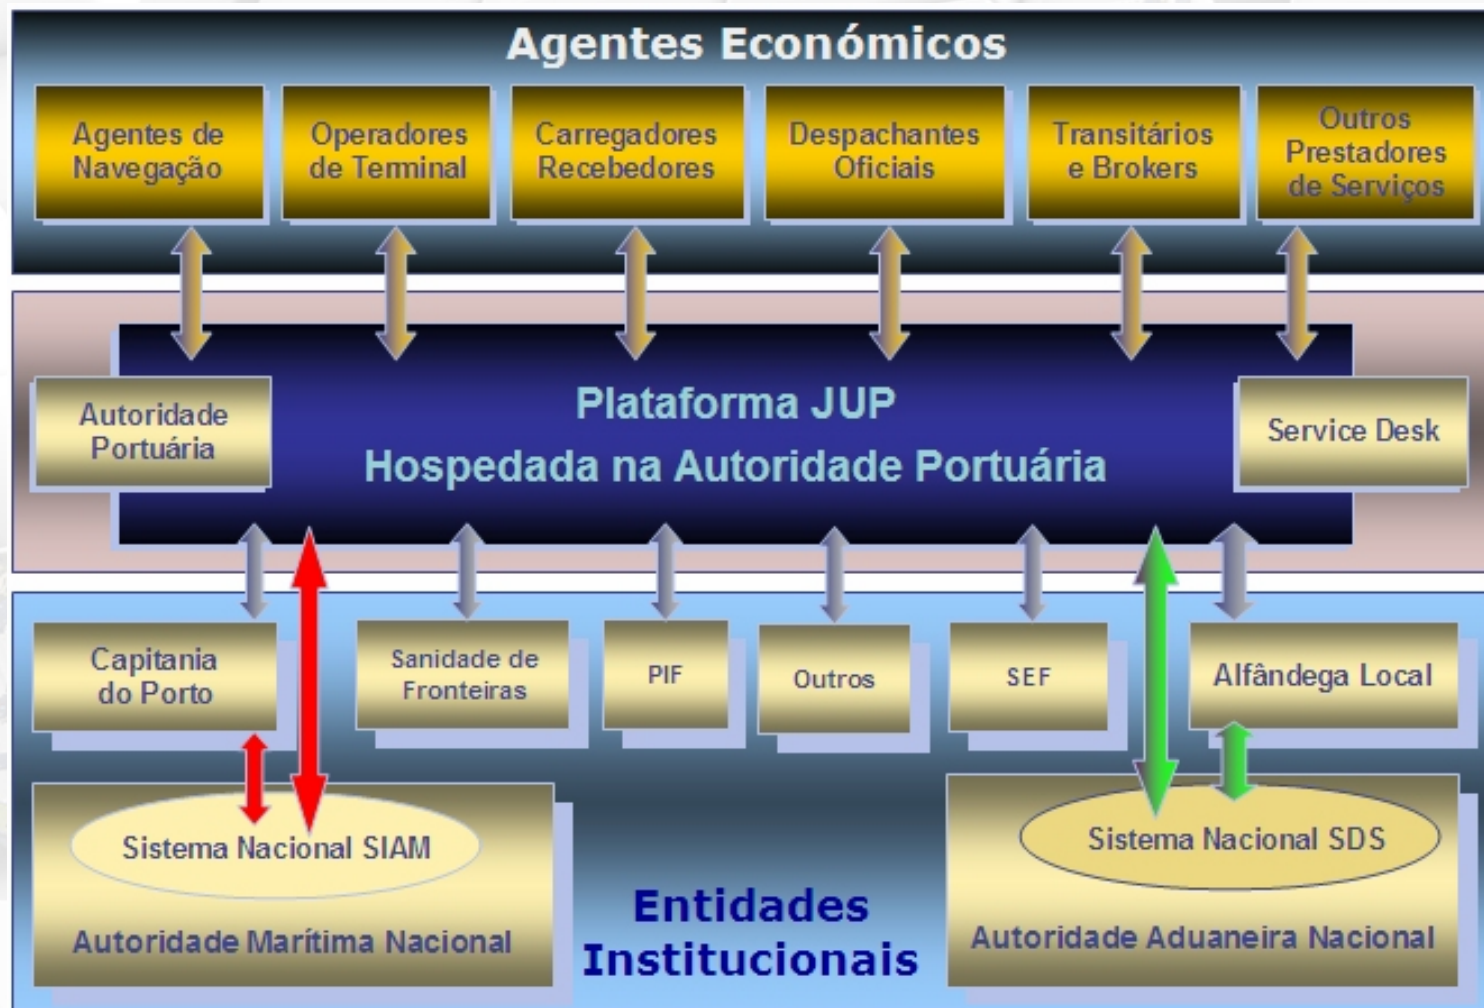 Agentes Económicos
Agentes de
Navegação
Operadores
de Terminal
Carregadores
Recebedores
Despachantes
Oficiais
Transitários
e Brokers
Outros
Prestadores
de Serviços
Autoridade
Portuária
Plataforma JUP
Hospedada na Autoridade Portuária
Service Desk
Capitania
do Porto
Sanidade de
Fronteiras
PIF
Outros
SEF
Alfândega Local
Sistema Nacional SIAM
Autoridade Marítima Nacional
Entidades
Institucionais
Sistema Nacional SDS
Autoridade Aduaneira Nacional